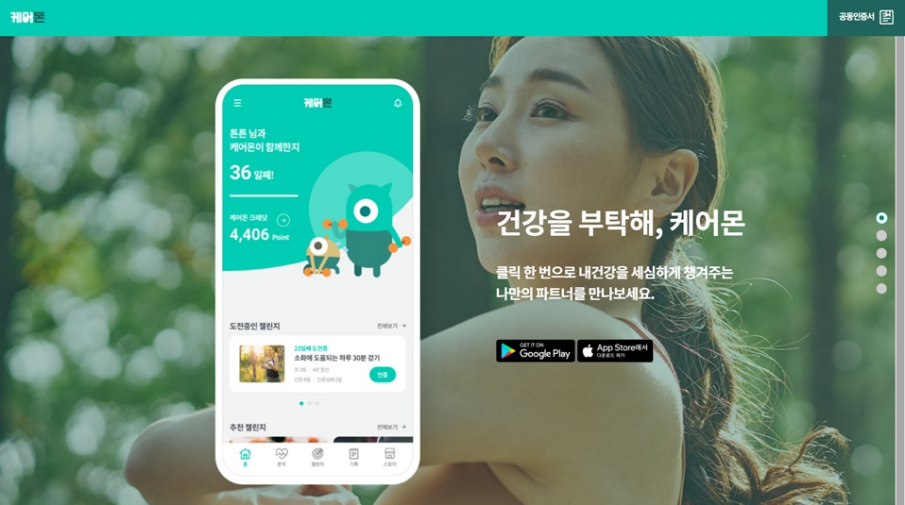 케어몬
공동인증서
케어몬
튼튼 님과
케어몬이 함께한지
36 일째!
케어몬 크레딧
4,406 Point
도전중인 챌린지
전체보기
23일째 도전중
소화에 도움되는 하루 30분 걷기
인증
추천 챌린지
전체보기
홈
분석
챌린지
기록
스토어
건강을 부탁해, 케어몬
클릭 한 번으로 내건강을 세심하게 챙겨주는
나만의 파트너를 만나보세요.
GET IT ON
Google Play
App Store에서
다운로드 하기